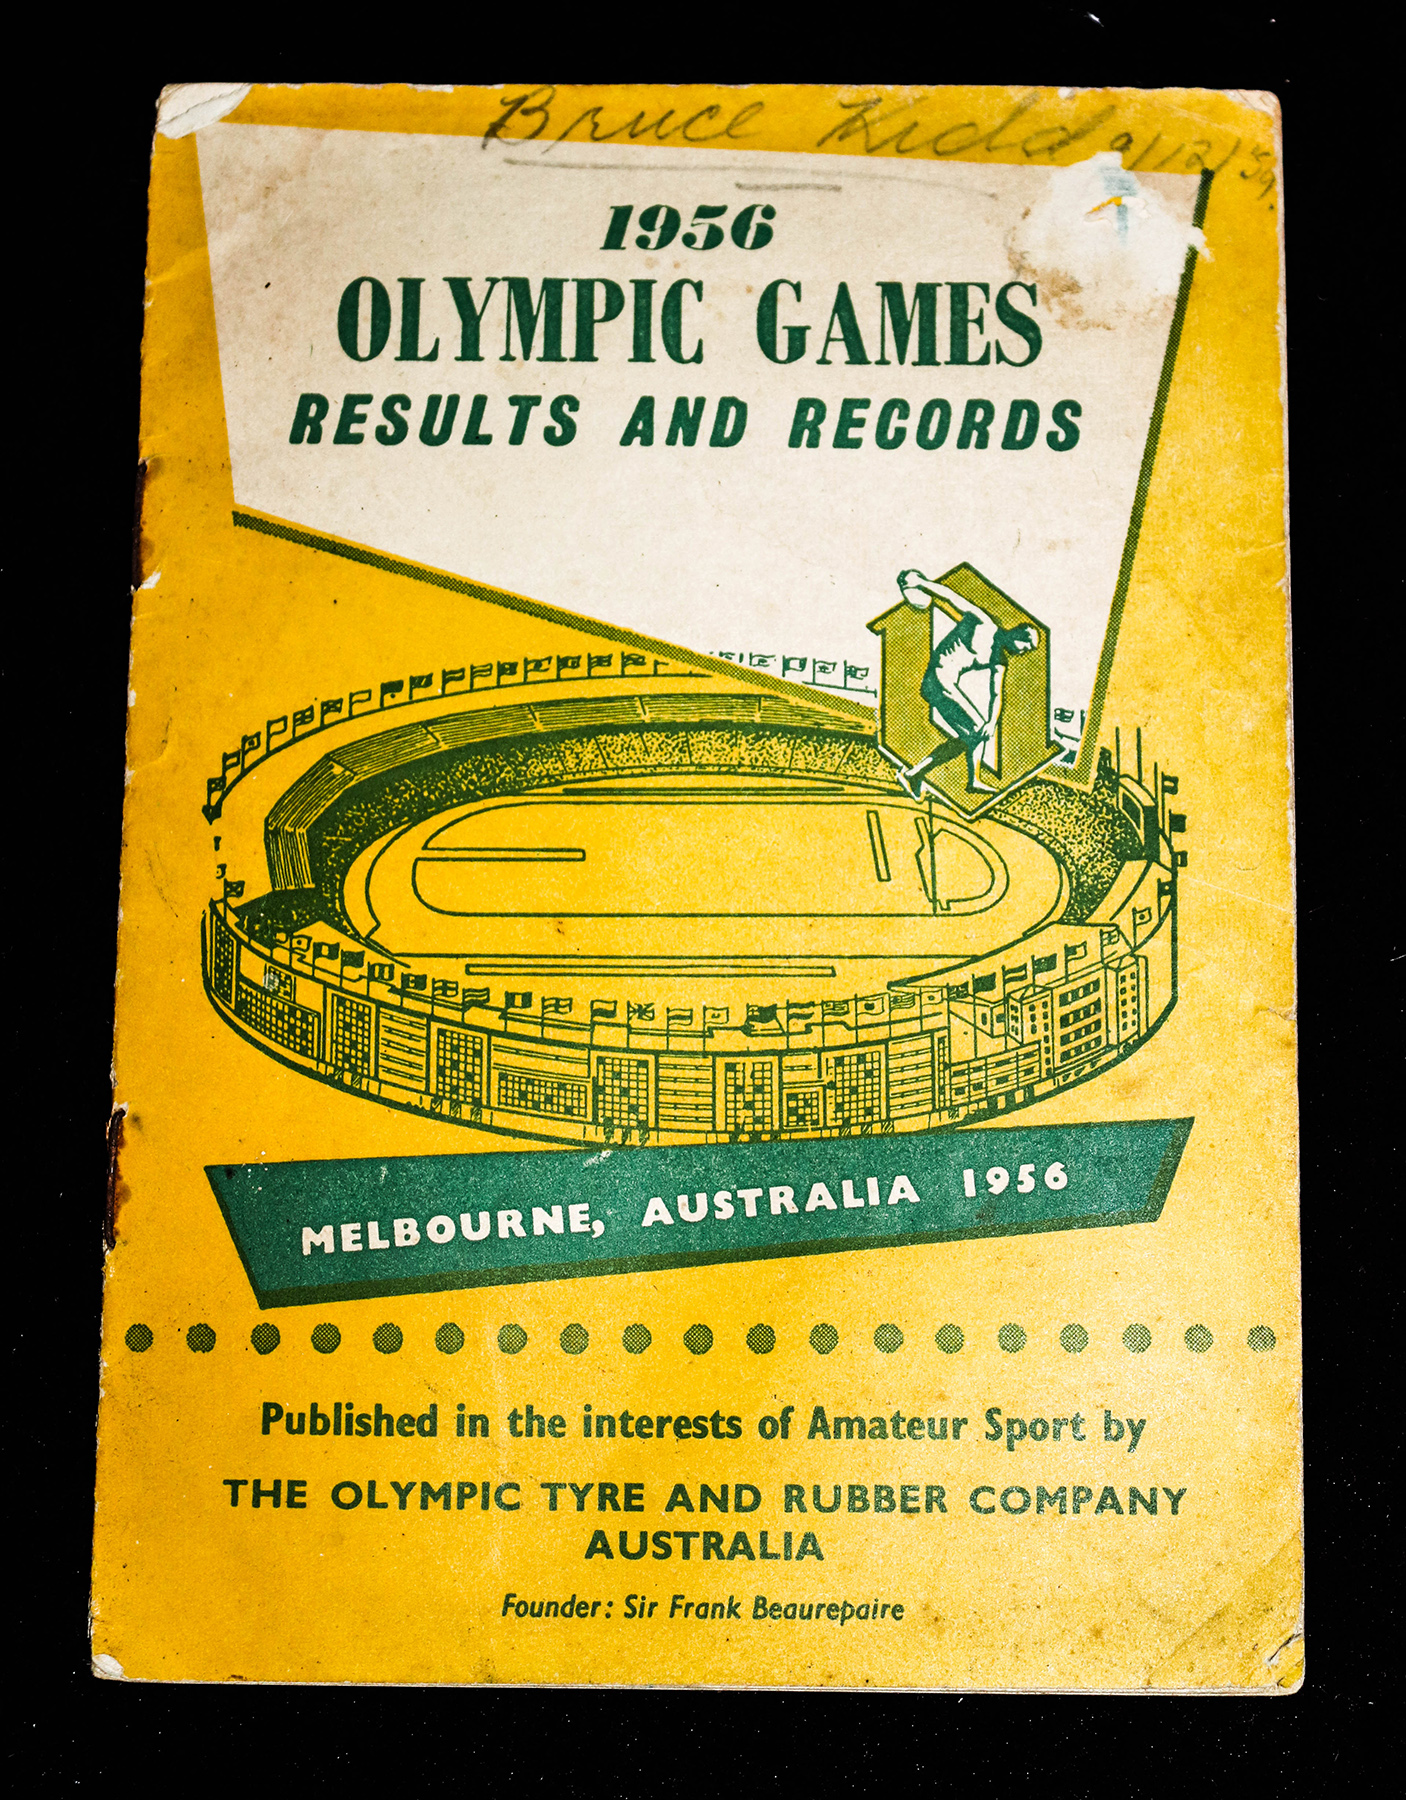 Bruce Kidd 9/12/59.
1956
OLYMPIC GAMES
RESULTS AND RECORDS
MELBOURNE, AUSTRALIA 1956
Published in the interests of Amateur Sport by
THE OLYMPIC TYRE AND RUBBER COMPANY
AUSTRALIA
Founder: Sir Frank Beaurepaire